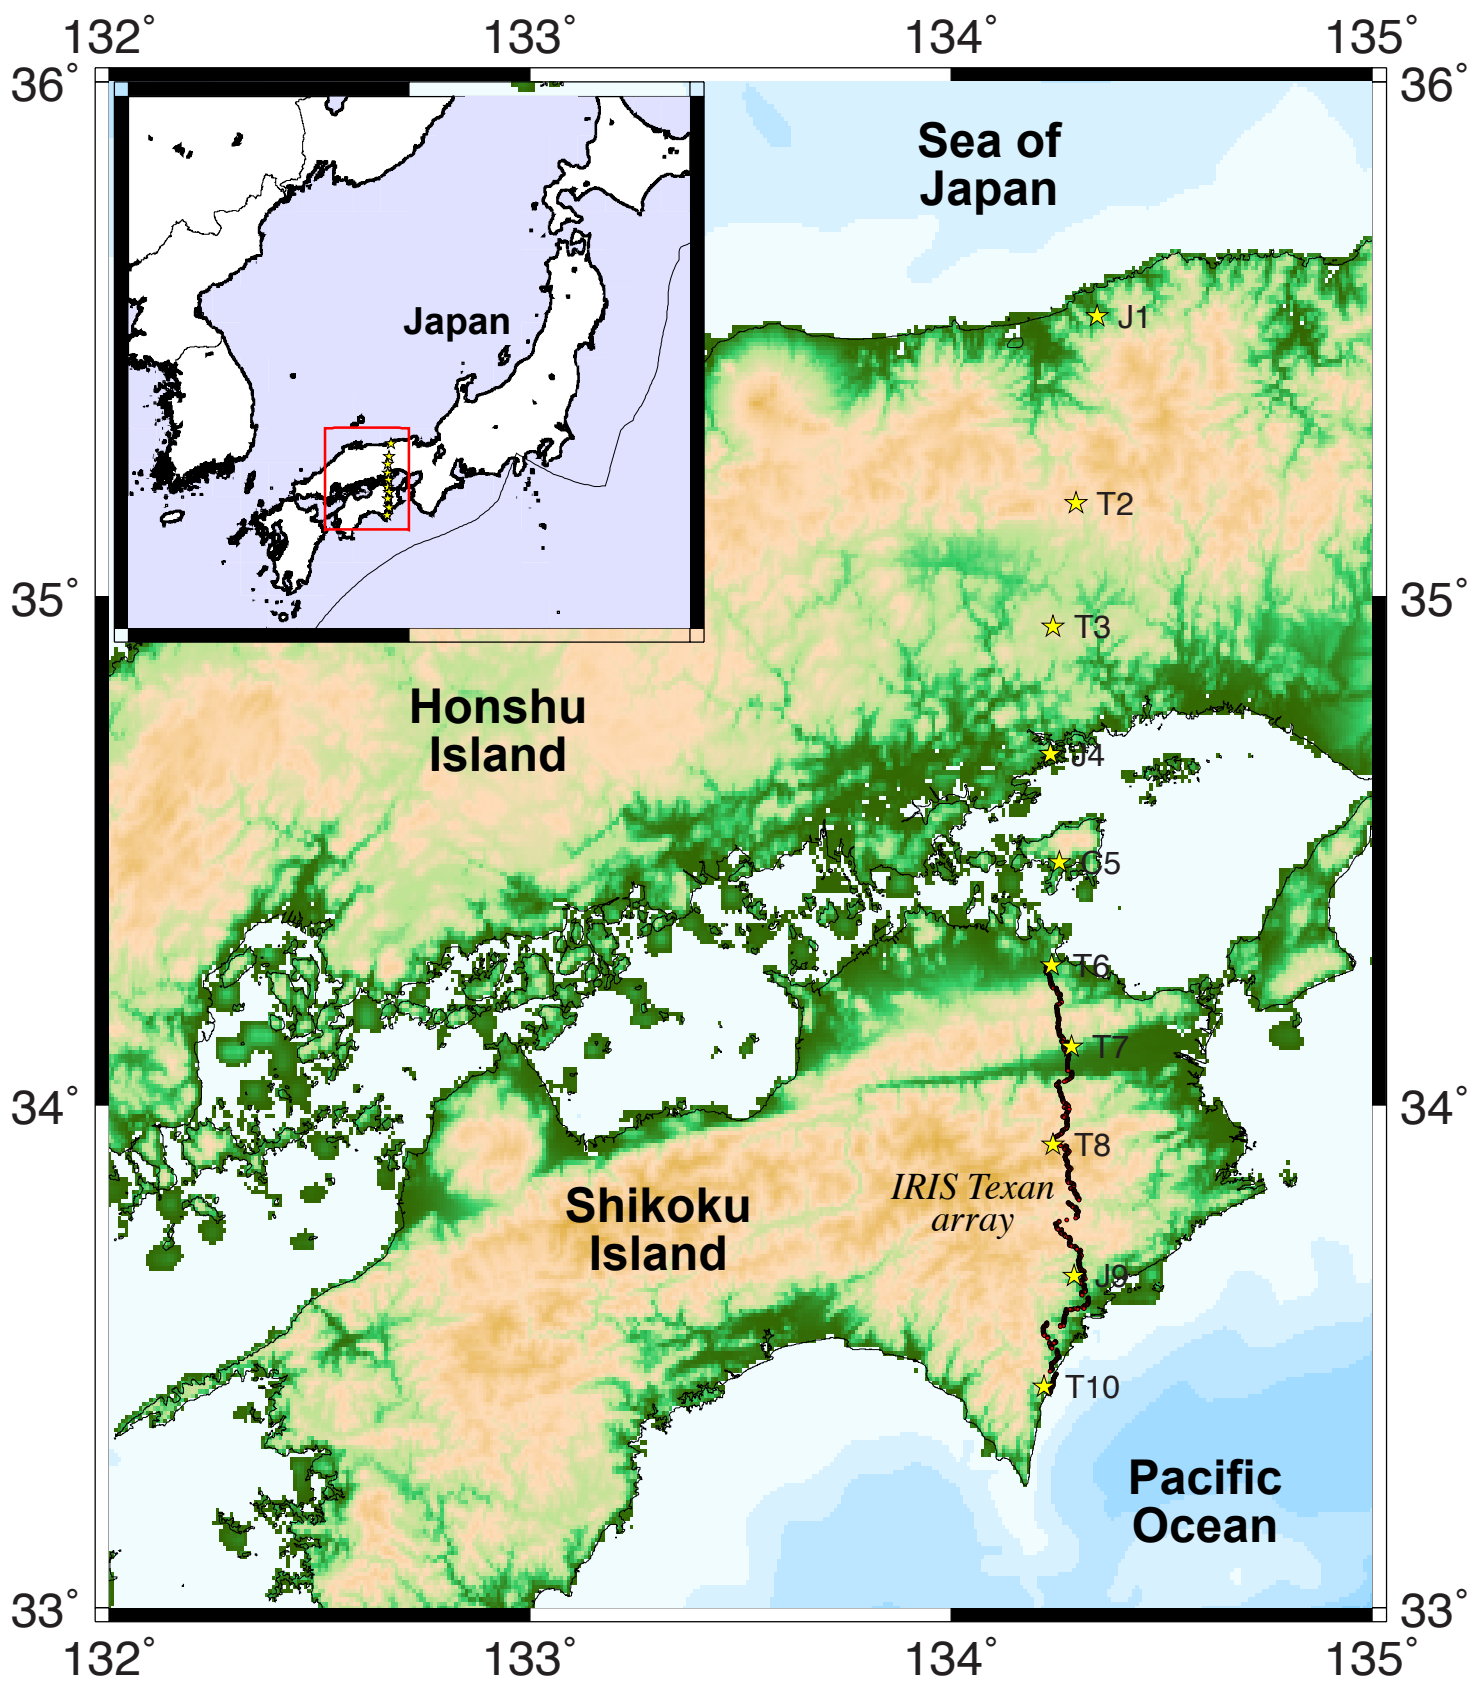 132° 133° 134° 135°
36° 36°
Sea of
Japan
Japan
J1
T2
35° 35°
T3
Honshu
Island
J4
C5
T6
T7
34° 34°
T8
IRIS Texan
array
Shikoku
Island
J9
T10
Pacific
Ocean
33° 33°
132° 133° 134° 135°